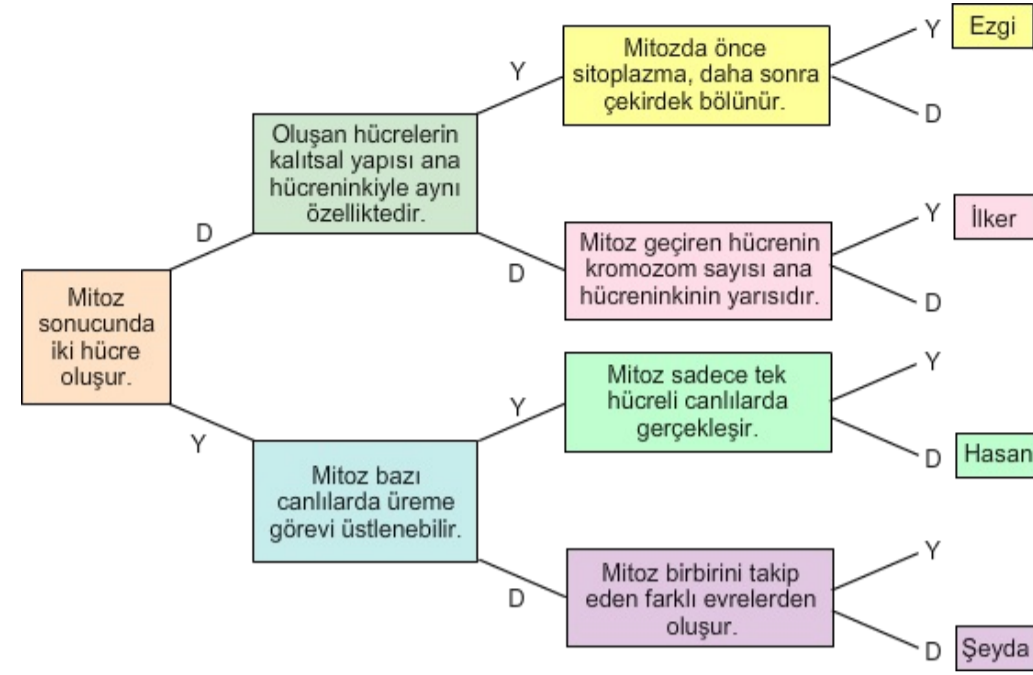 Mitoz
sonucunda
iki hücre
oluşur.
D
Y
Oluşan hücrelerin
kalıtsal yapısı ana
hücreninkiyle aynı
özelliktedir.
Y
D
Mitoz bazı
canlılarda üreme
görevi üstlenebilir.
Y
D
Mitozda önce
sitoplazma, daha sonra
çekirdek bölünür.
Y
Ezgi
D
Mitoz geçiren hücrenin
kromozom sayısı ana
hücreninkinin yarısıdır.
Y
İlker
D
Mitoz sadece tek
hücreli canlılarda
gerçekleşir.
Y
D
Hasan
Mitoz birbirini takip
eden farklı evrelerden
oluşur.
Y
D
Şeyda